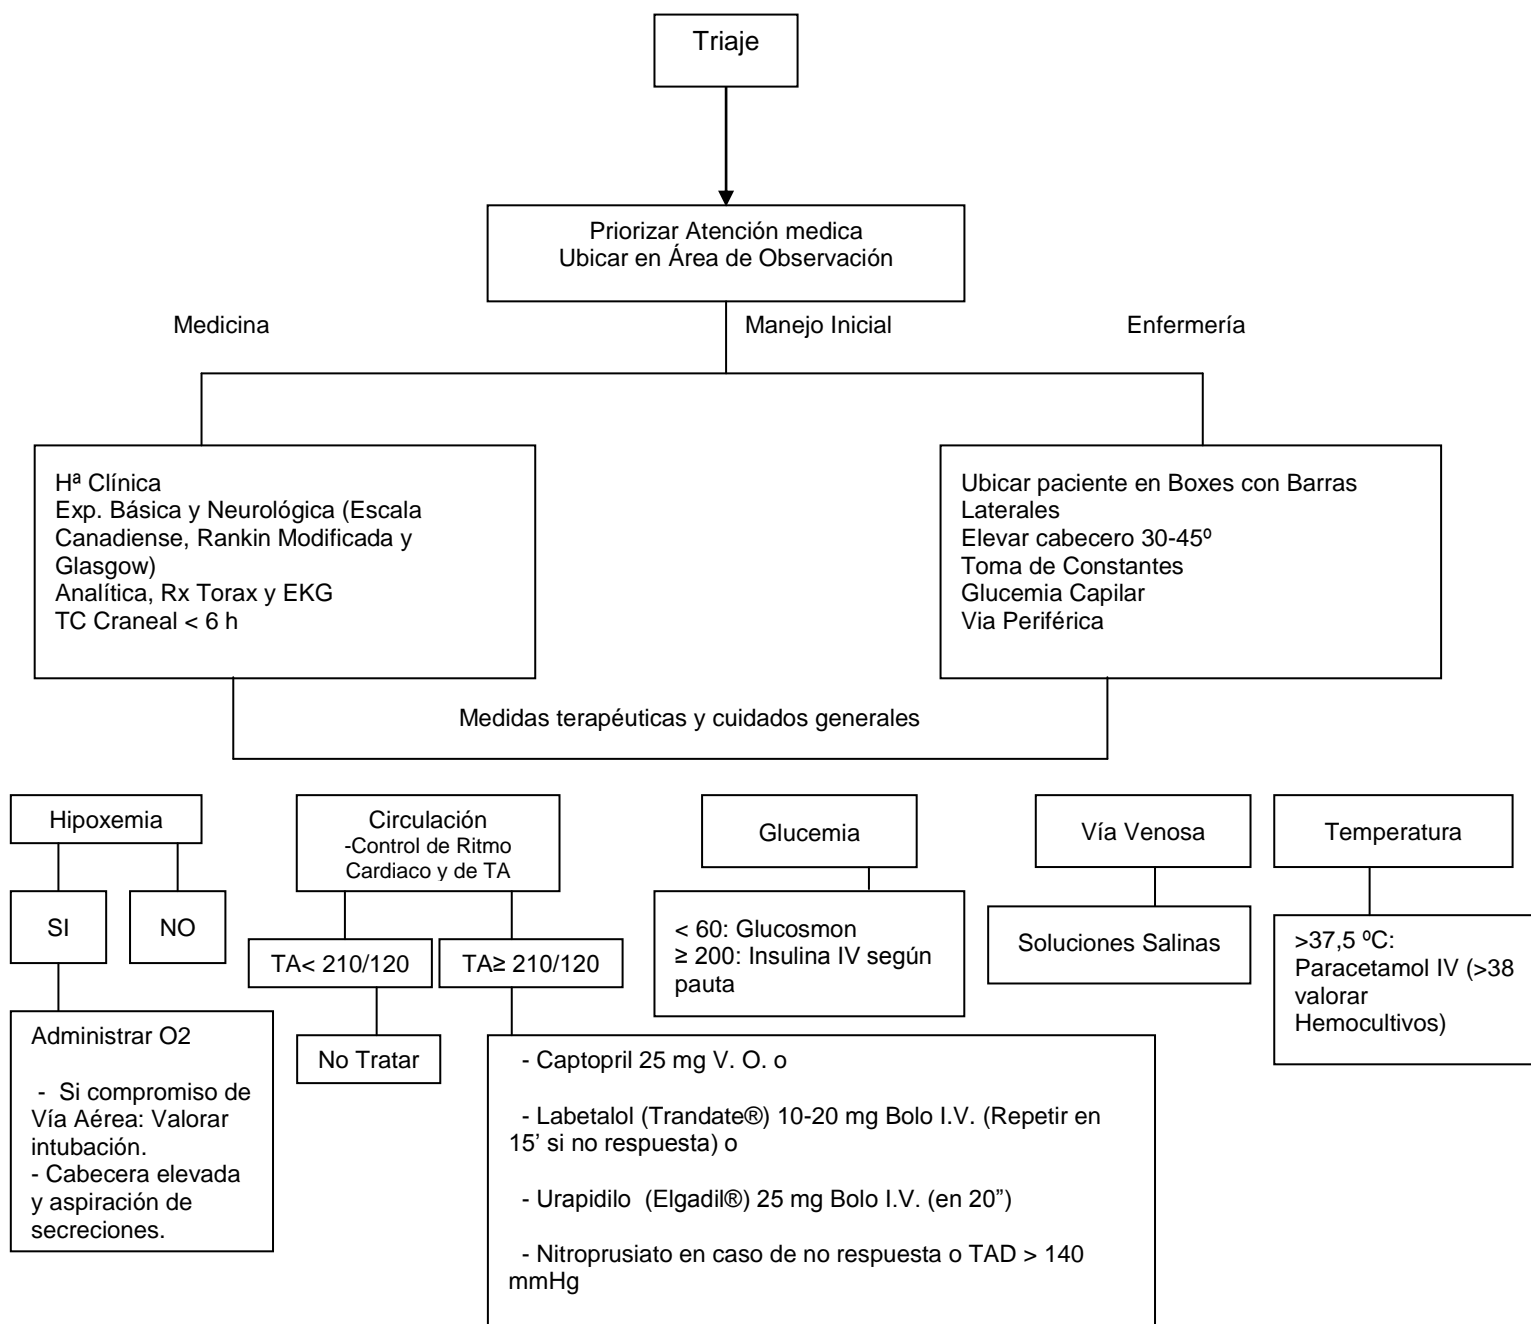 Triaje
Priorizar Atención medica
Ubicar en Área de Observación
Medicina
Manejo Inicial
Enfermería
Hª Clínica
Exp. Básica y Neurológica (Escala
Canadiense, Rankin Modificada y
Glasgow)
Analítica, Rx Torax y EKG
TC Craneal < 6 h
Ubicar paciente en Boxes con Barras
Laterales
Elevar cabecero 30-45º
Toma de Constantes
Glucemia Capilar
Via Periférica
Medidas terapéuticas y cuidados generales
Hipoxemia
SI
NO
Administrar O2
- Si compromiso de
Vía Aérea: Valorar
intubación.
- Cabecera elevada
y aspiración de
secreciones.
Circulación
-Control de Ritmo
Cardiaco y de TA
TA< 210/120
TA≥ 210/120
No Tratar
- Captopril 25 mg V. O. o
- Labetalol (Trandate®) 10-20 mg Bolo I.V. (Repetir en
15’ si no respuesta) o
- Urapidilo (Elgadil®) 25 mg Bolo I.V. (en 20”)
- Nitroprusiato en caso de no respuesta o TAD > 140
mmHg
Glucemia
< 60: Glucosmon
≥ 200: Insulina IV según
pauta
Vía Venosa
Soluciones Salinas
Temperatura
>37,5 ºC:
Paracetamol IV (>38
valorar
Hemocultivos)